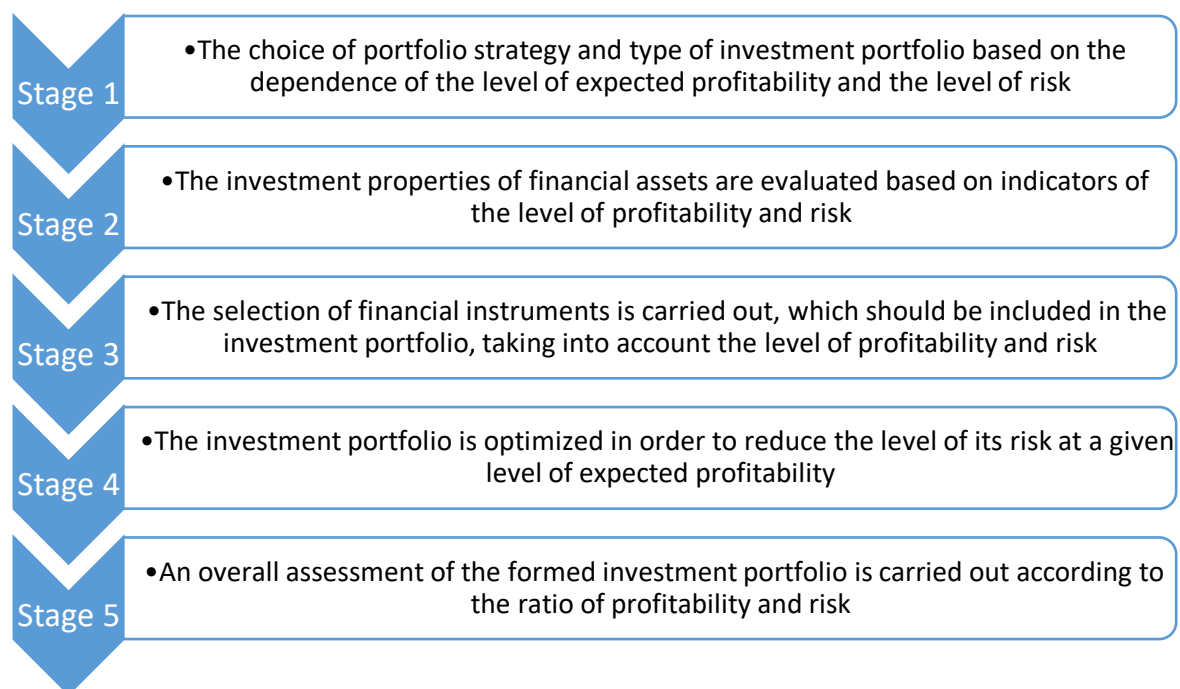 Stage 1
•The choice of portfolio strategy and type of investment portfolio based on the
dependence of the level of expected profitability and the level of risk
Stage 2
•The investment properties of financial assets are evaluated based on indicators of
the level of profitability and risk
Stage 3
•The selection of financial instruments is carried out, which should be included in the
investment portfolio, taking into account the level of profitability and risk
Stage 4
•The investment portfolio is optimized in order to reduce the level of its risk at a given
level of expected profitability
Stage 5
•An overall assessment of the formed investment portfolio is carried out according to
the ratio of profitability and risk